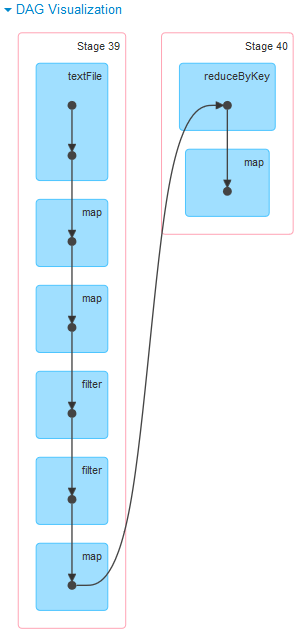 DAG Visualization
Stage 39
textFile
map
map
filter
filter
map
Stage 40
reduceByKey
map